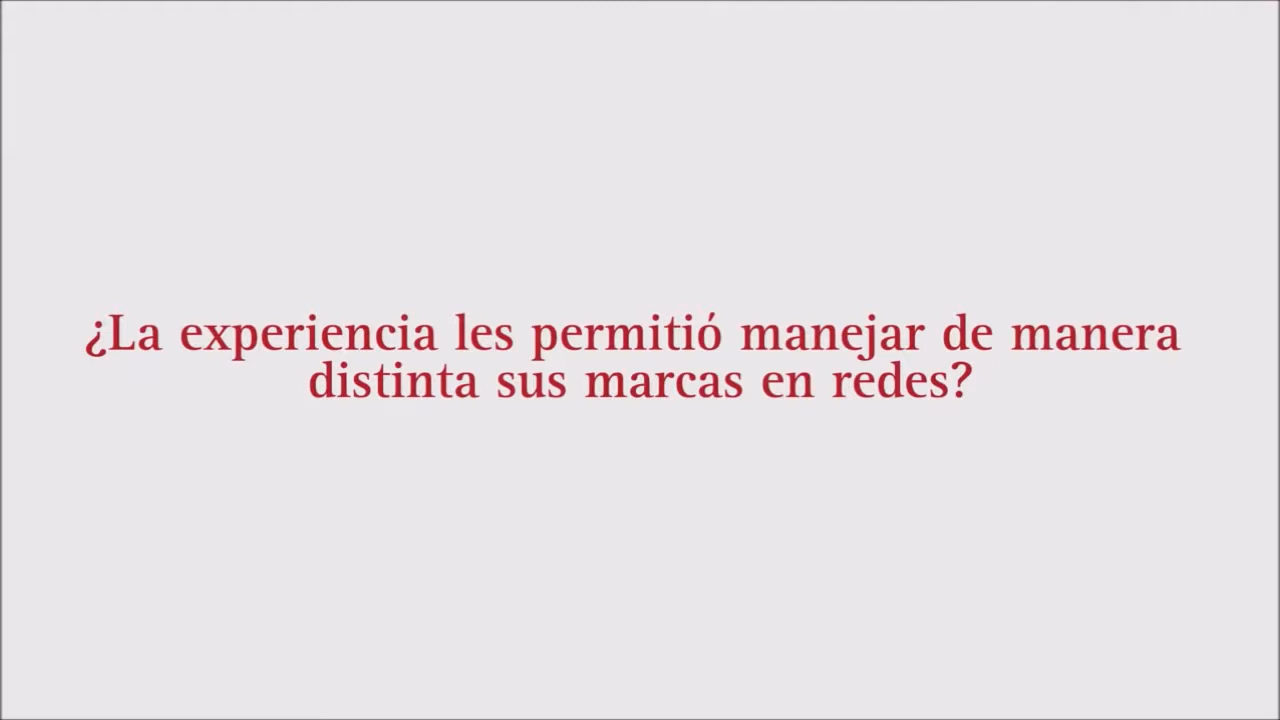 ¿La experiencia les permitió manejar de manera
distinta sus marcas en redes?